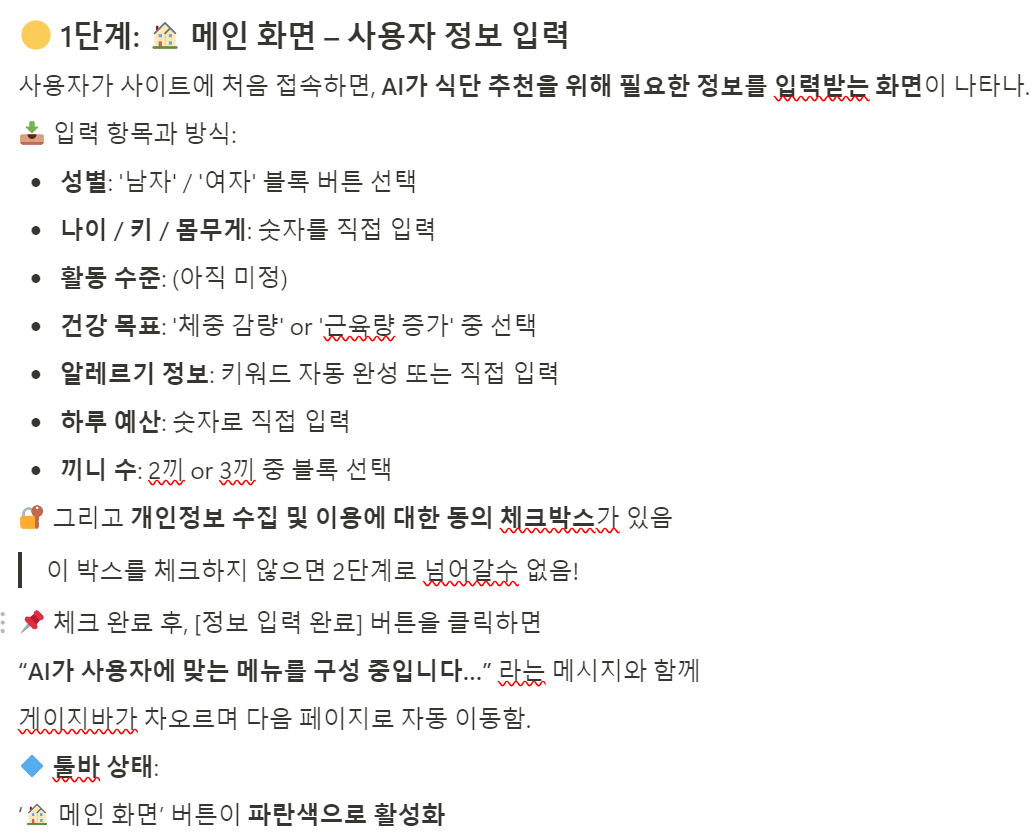 🟡 1단계: 🏠 메인 화면 – 사용자 정보 입력
사용자가 사이트에 처음 접속하면, AI가 식단 추천을 위해 필요한 정보를 입력받는 화면이 나타나.
📥 입력 항목과 방식:
• 성별: '남자' / '여자' 블록 버튼 선택
• 나이 / 키 / 몸무게: 숫자를 직접 입력
• 활동 수준: (아직 미정)
• 건강 목표: '체중 감량' or '근육량 증가' 중 선택
• 알레르기 정보: 키워드 자동 완성 또는 직접 입력
• 하루 예산: 숫자로 직접 입력
• 끼니 수: 2끼 or 3끼 중 블록 선택
🔐 그리고 개인정보 수집 및 이용에 대한 동의 체크박스가 있음
이 박스를 체크하지 않으면 2단계로 넘어갈수 없음!
📌 체크 완료 후, [정보 입력 완료] 버튼을 클릭하면
“AI가 사용자에 맞는 메뉴를 구성 중입니다...” 라는 메시지와 함께
게이지바가 차오르며 다음 페이지로 자동 이동함.
🔷 툴바 상태:
‘🏠 메인 화면’ 버튼이 파란색으로 활성화